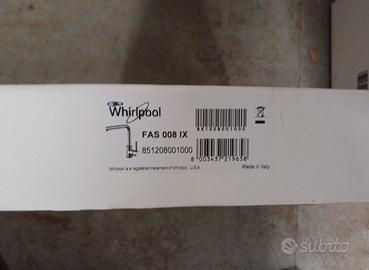 Whirlpool
851208001000
FAS 008 IX
851208001000
8 003437 219658
Whirlpool is a registered trademark of Whirlpool, U.S.A.
Made in Italy
subito